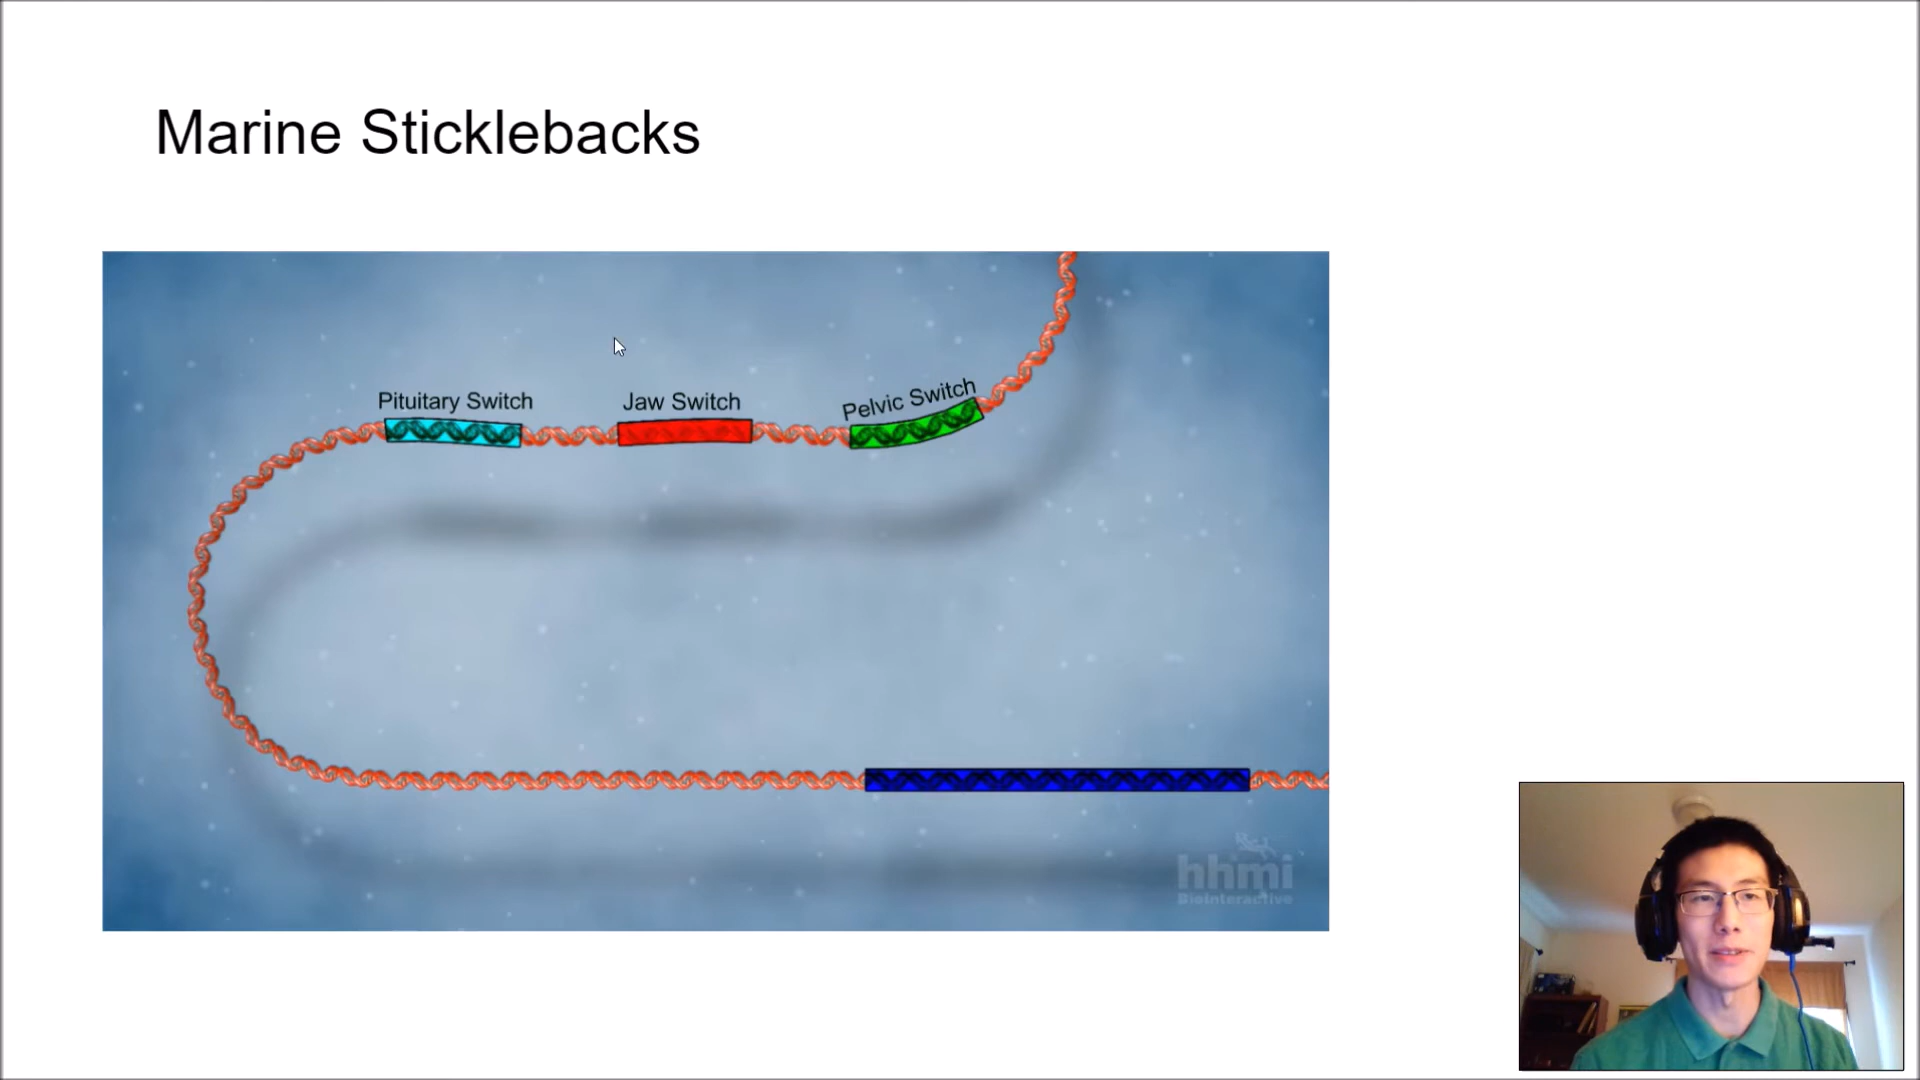 Marine Sticklebacks
Pituitary Switch
Jaw Switch
Pelvic Switch
hhmi
BioInteractive